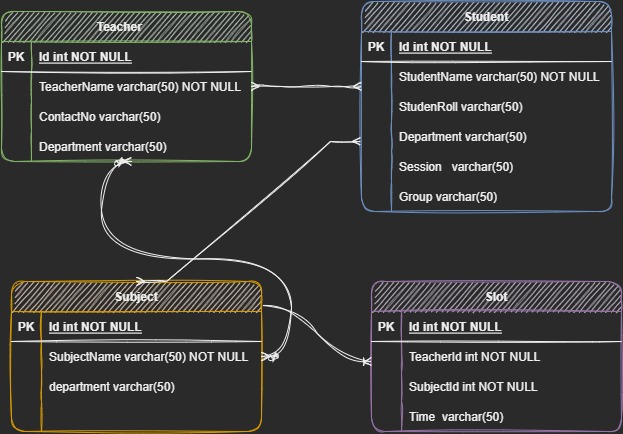 Teacher
PK Id int NOT NULL
TeacherName varchar(50) NOT NULL
ContactNo varchar(50)
Department varchar(50)
Student
PK Id int NOT NULL
StudentName varchar(50) NOT NULL
StudenRoll varchar(50)
Department varchar(50)
Session varchar(50)
Group varchar(50)
Subject
PK Id int NOT NULL
SubjectName varchar(50) NOT NULL
department varchar(50)
Slot
PK Id int NOT NULL
TeacherId int NOT NULL
SubjectId int NOT NULL
Time varchar(50)